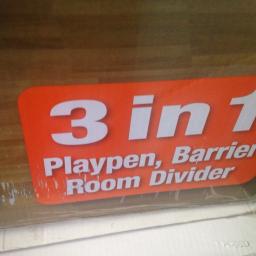 3 in 1
Playpen, Barrier
Room Divider